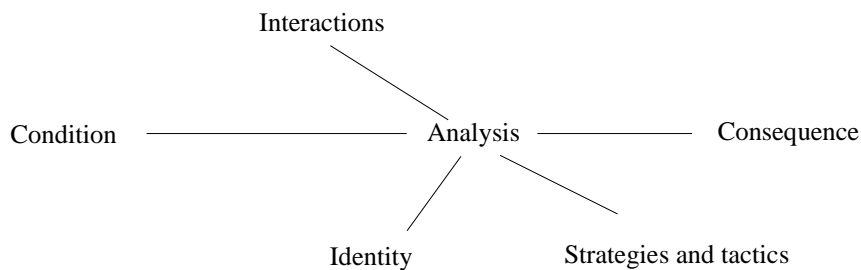 Interactions
Condition Analysis Consequence
Identity Strategies and tactics